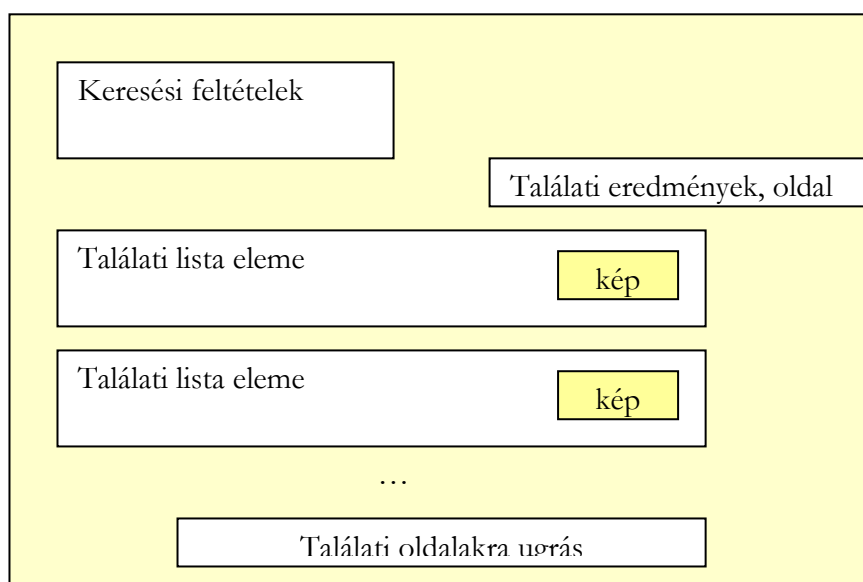 Keresési feltételek
Találati eredmények, oldal
Találati lista eleme
kép
Találati lista eleme
kép
…
Találati oldalakra ugrás